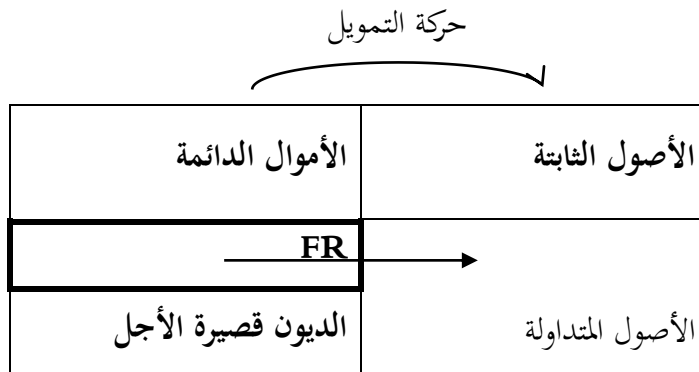 حركة التمويل
الأصول الثابتة
الأموال الدائمة
FR
الأصول المتداولة
الديون قصيرة الأجل